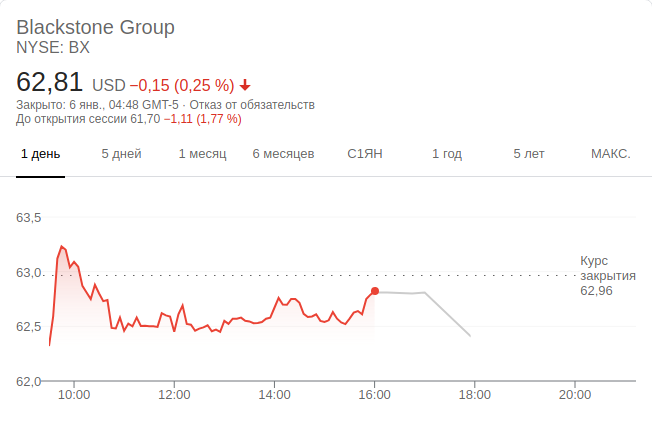 Blackstone Group
NYSE: BX
62,81 USD −0,15 (0,25 %)
Закрыто: 6 янв., 04:48 GMT-5 · Отказ от обязательств
До открытия сессии 61,70 −1,11 (1,77 %)
1 день 5 дней 1 месяц 6 месяцев С1ЯН 1 год 5 лет МАКС.
63,5
63,0
62,5
62,0
Курс
закрытия
62,96
10:00 12:00 14:00 16:00 18:00 20:00